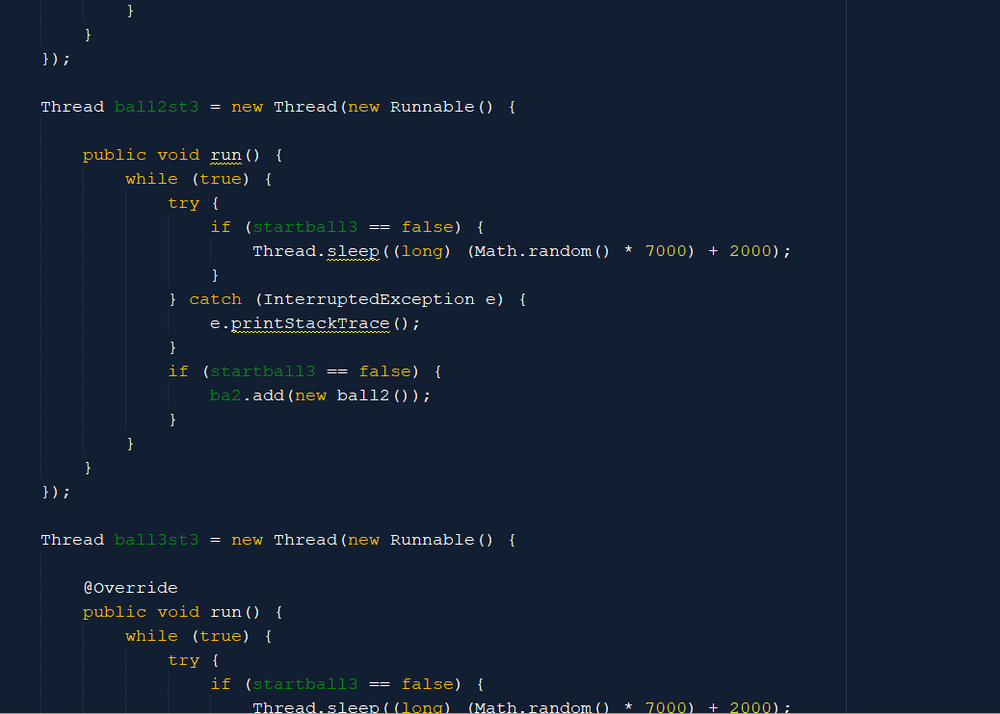 }
}
});
Thread ball2st3 = new Thread(new Runnable() {
public void run() {
while (true) {
try {
if (startball3 == false) {
Thread.sleep((long) (Math.random() * 7000) + 2000);
}
} catch (InterruptedException e) {
e.printStackTrace();
}
if (startball3 == false) {
ba2.add(new ball2());
}
}
}
});
Thread ball3st3 = new Thread(new Runnable() {
@Override
public void run() {
while (true) {
try {
if (startball3 == false) {
Thread.sleep((long) (Math.random() * 7000) + 2000);